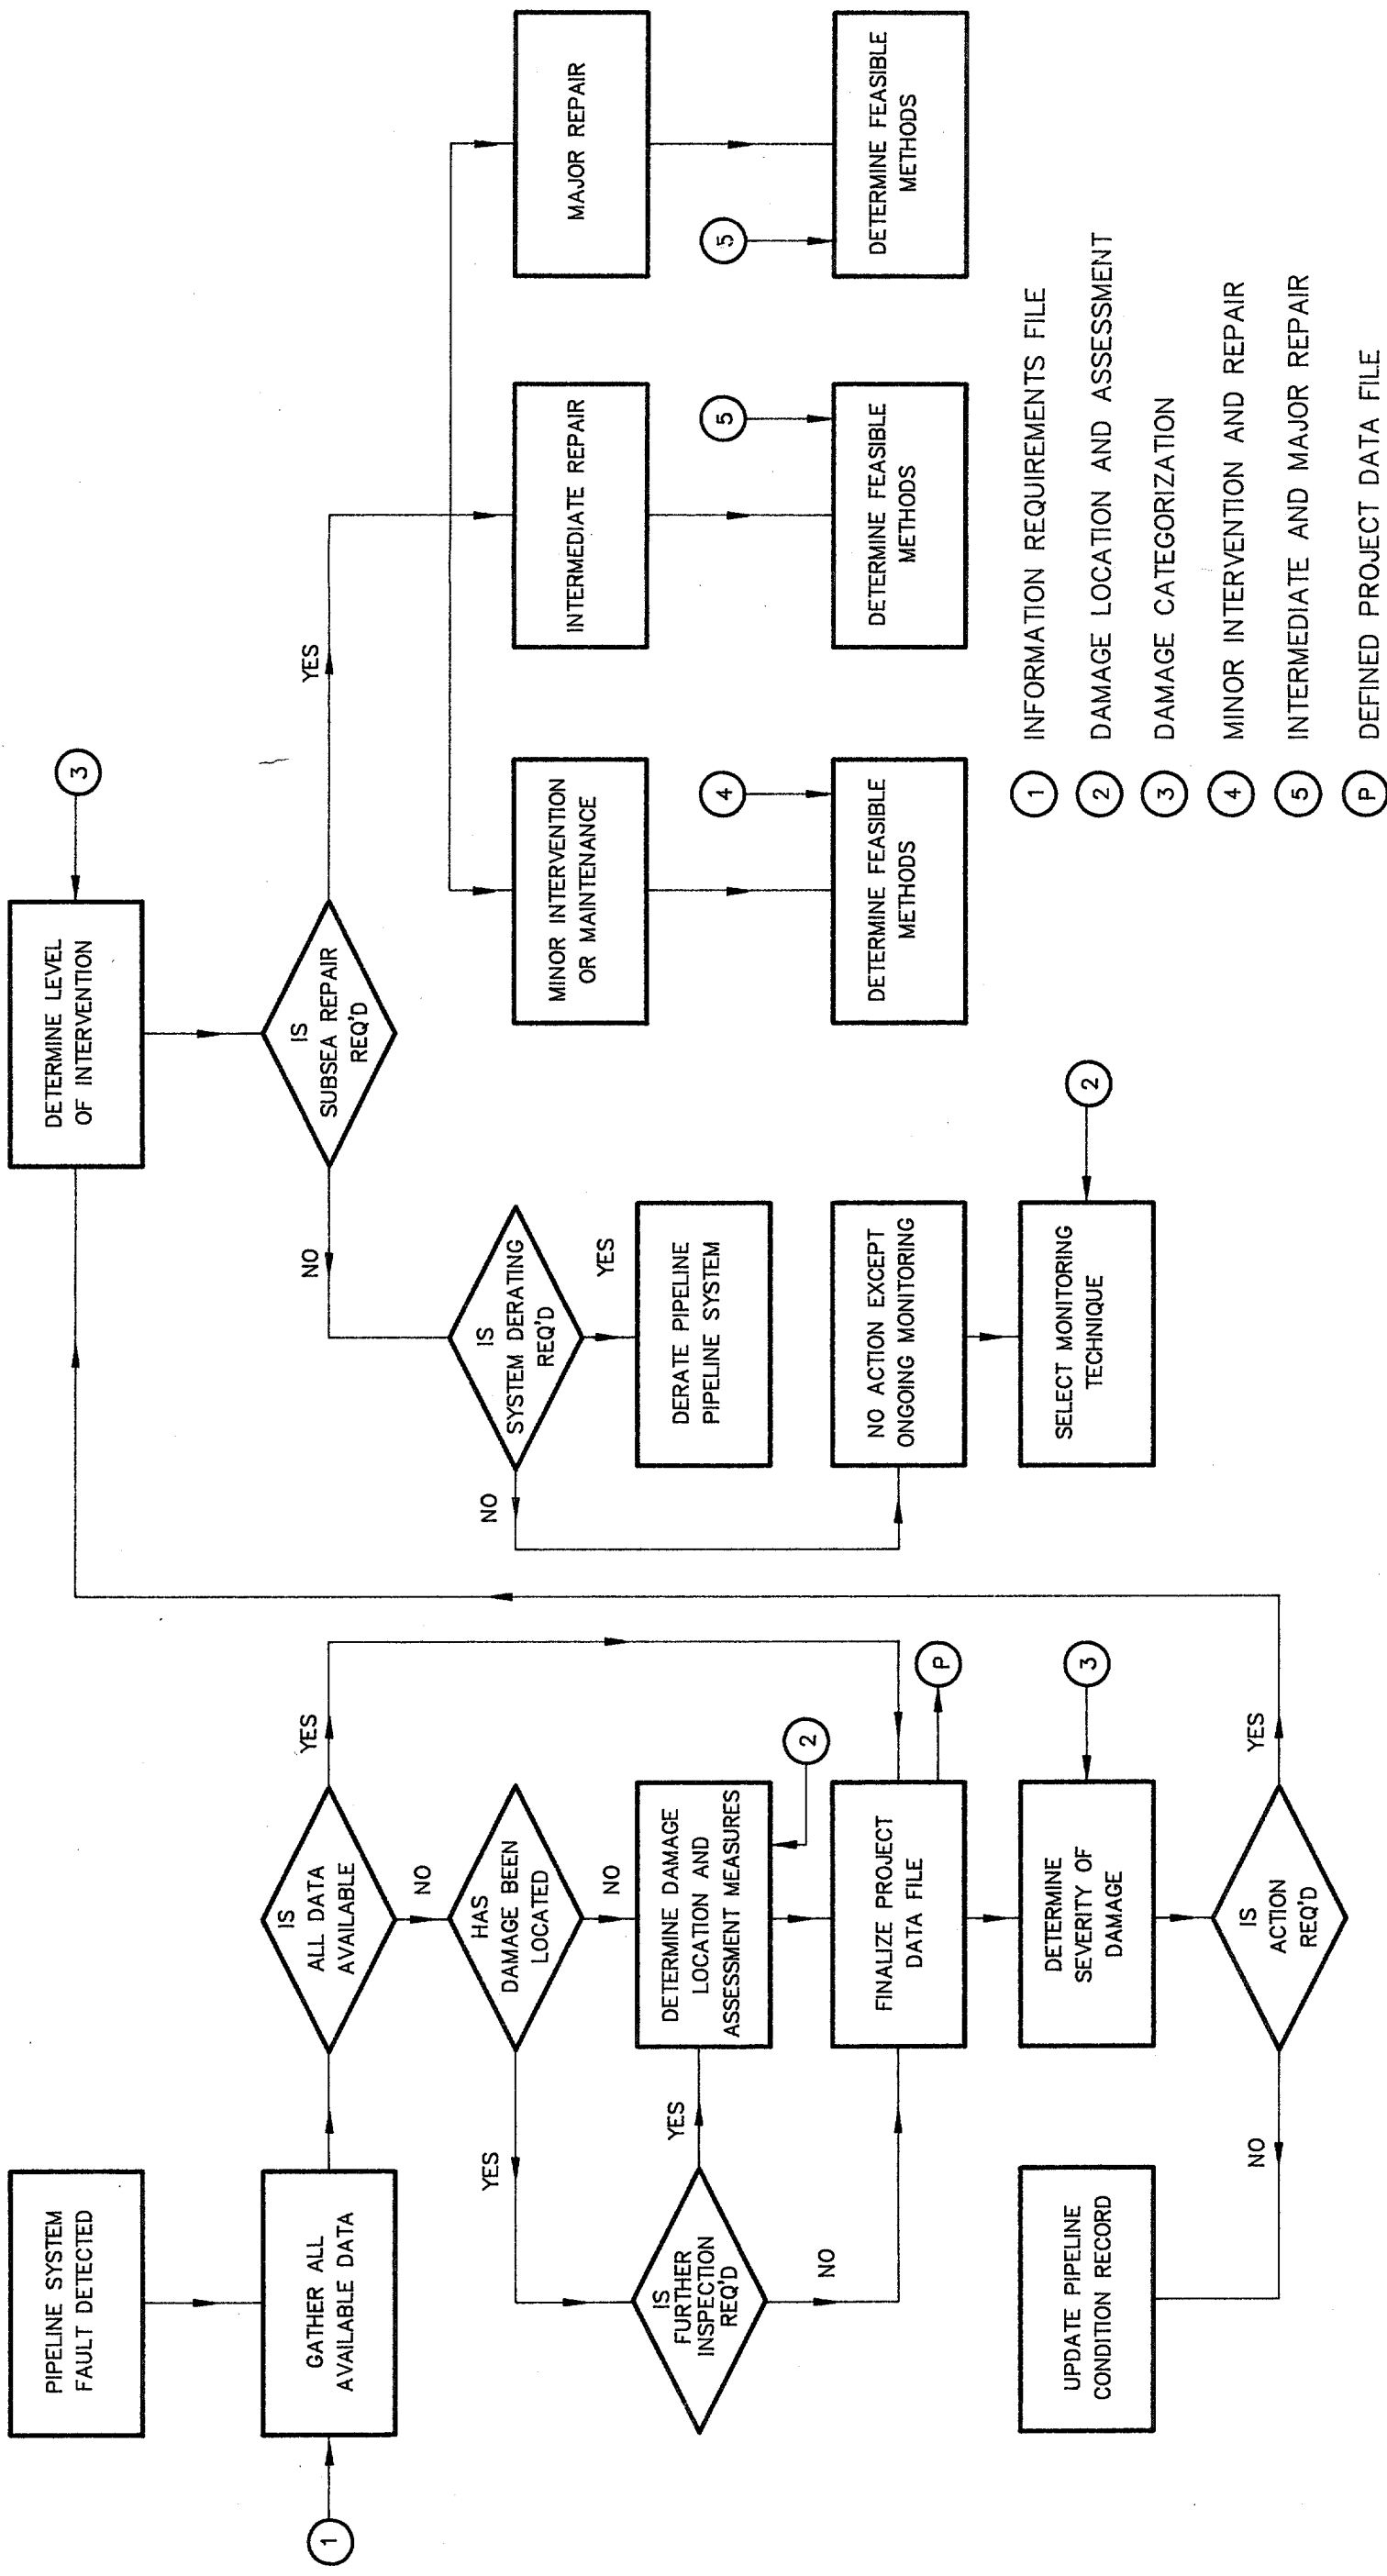 PIPELINE SYSTEM
FAULT DETECTED
1
GATHER ALL
AVAILABLE DATA
IS
ALL DATA
AVAILABLE
YES
NO
HAS
DAMAGE BEEN
LOCATED
YES
NO
IS
FURTHER
INSPECTION
REQ'D
YES
NO
DETERMINE DAMAGE
LOCATION AND
ASSESSMENT MEASURES
2
FINALIZE PROJECT
DATA FILE
P
DETERMINE
SEVERITY OF
DAMAGE
3
IS
ACTION
REQ'D
YES
NO
UPDATE PIPELINE
CONDITION RECORD
DETERMINE LEVEL
OF INTERVENTION
3
IS
SUBSEA REPAIR
REQ'D
NO
YES
IS
SYSTEM DERATING
REQ'D
NO
YES
DERATE PIPELINE
PIPELINE SYSTEM
NO ACTION EXCEPT
ONGOING MONITORING
SELECT MONITORING
TECHNIQUE
2
MINOR INTERVENTION
OR MAINTENANCE
INTERMEDIATE REPAIR
MAJOR REPAIR
4
5
5
DETERMINE FEASIBLE
METHODS
DETERMINE FEASIBLE
METHODS
DETERMINE FEASIBLE
METHODS
1 INFORMATION REQUIREMENTS FILE
2 DAMAGE LOCATION AND ASSESSMENT
3 DAMAGE CATEGORIZATION
4 MINOR INTERVENTION AND REPAIR
5 INTERMEDIATE AND MAJOR REPAIR
P DEFINED PROJECT DATA FILE